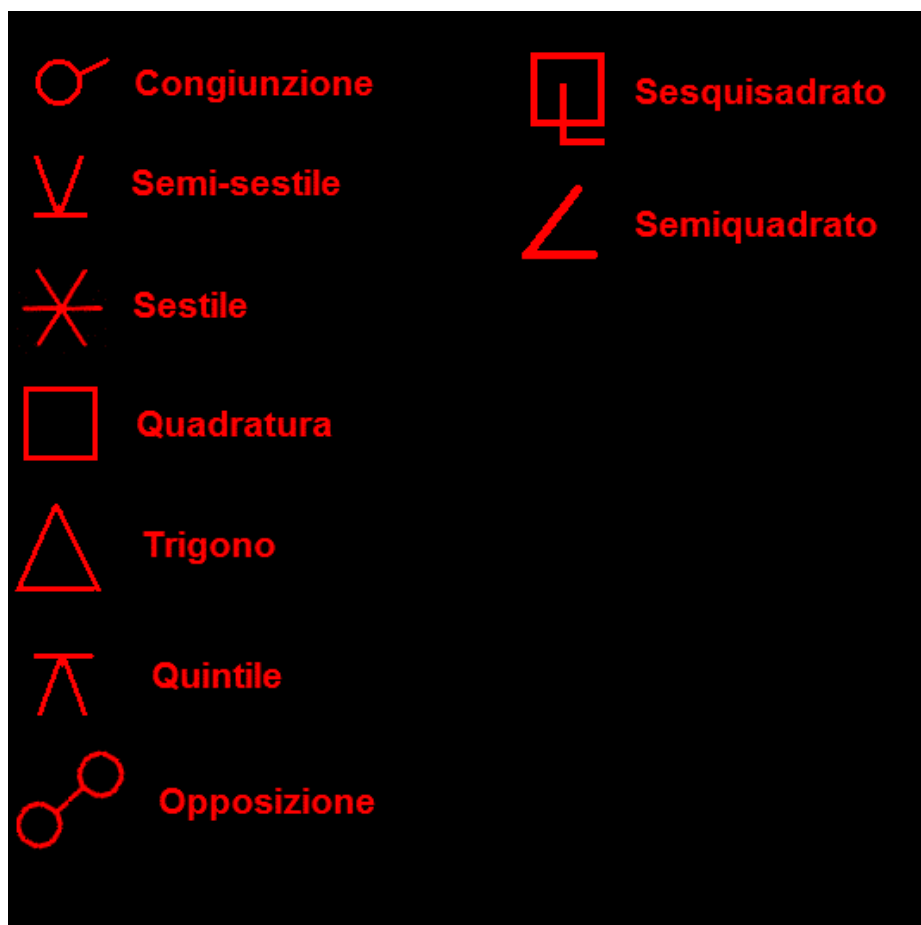 Congiunzione
Semi-sestile
Sestile
Quadratura
Trigono
Quintile
Opposizione
Sesquisadrato
Semiquadrato